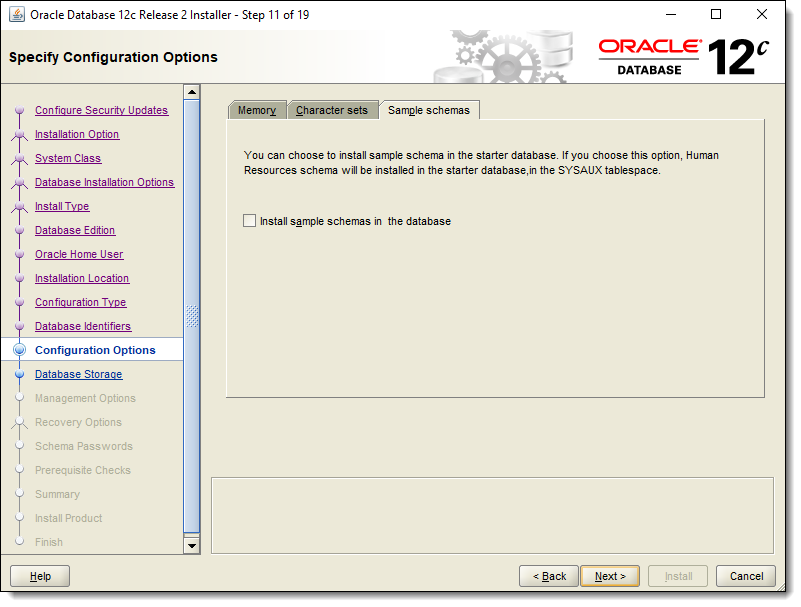 Oracle Database 12c Release 2 Installer - Step 11 of 19
Specify Configuration Options
ORACLE®
DATABASE
12c
Configure Security Updates
Installation Option
System Class
Database Installation Options
Install Type
Database Edition
Oracle Home User
Installation Location
Configuration Type
Database Identifiers
Configuration Options
Database Storage
Management Options
Recovery Options
Schema Passwords
Prerequisite Checks
Summary
Install Product
Finish
Memory
Character sets
Sample schemas
You can choose to install sample schema in the starter database. If you choose this option, Human
Resources schema will be installed in the starter database,in the SYSAUX tablespace.
Install sample schemas in the database
Help
< Back
Next >
Install
Cancel